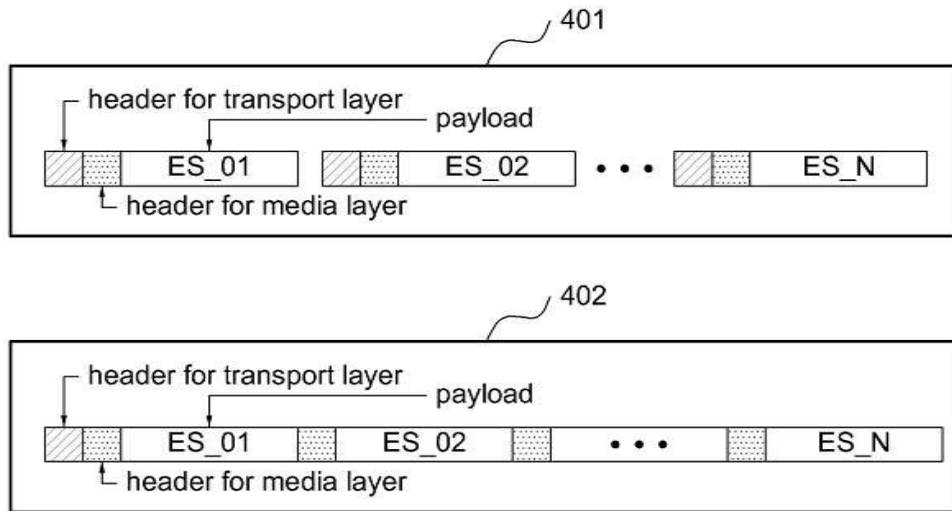 401
header for transport layer
payload
ES_01 ES_02 • • • ES_N
header for media layer
402
header for transport layer
payload
ES_01 ES_02 • • • ES_N
header for media layer